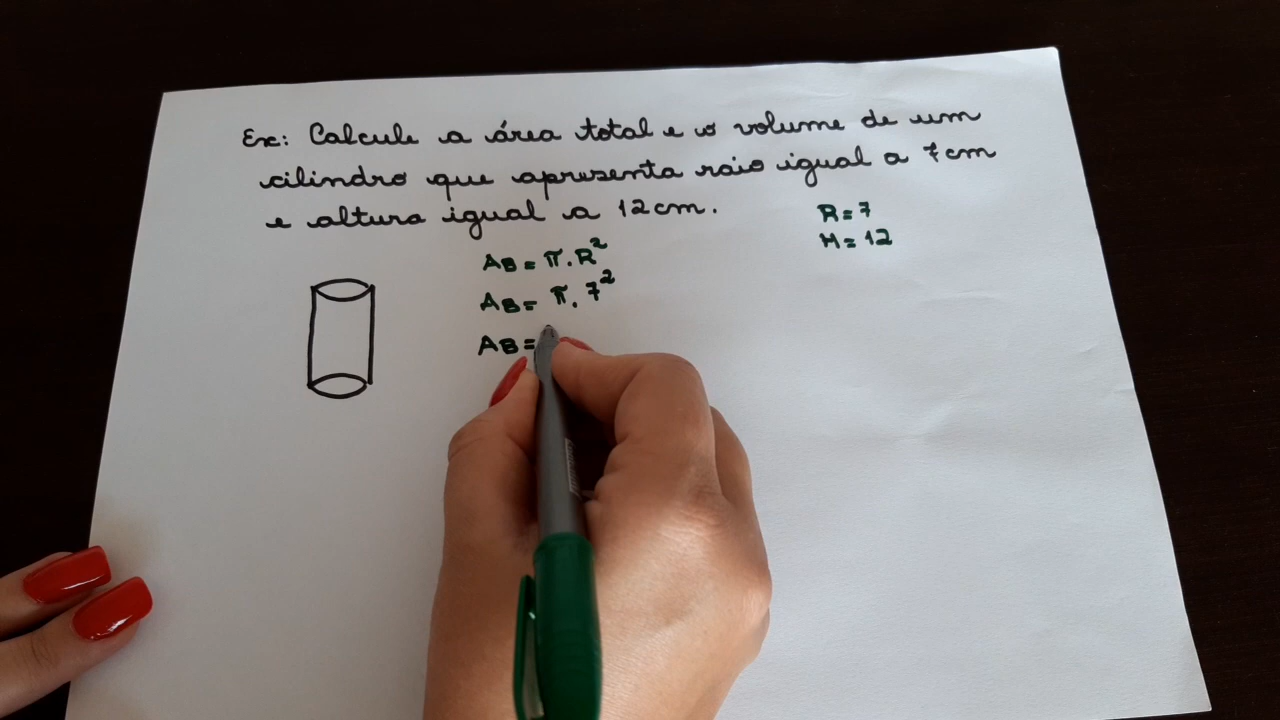 Ex: Calcule a área total e o volume de um
cilindro que apresenta raio igual a 7cm
e altura igual a 12cm.
R=7
H=12
AB=π.R²
AB=π.7²
AB=